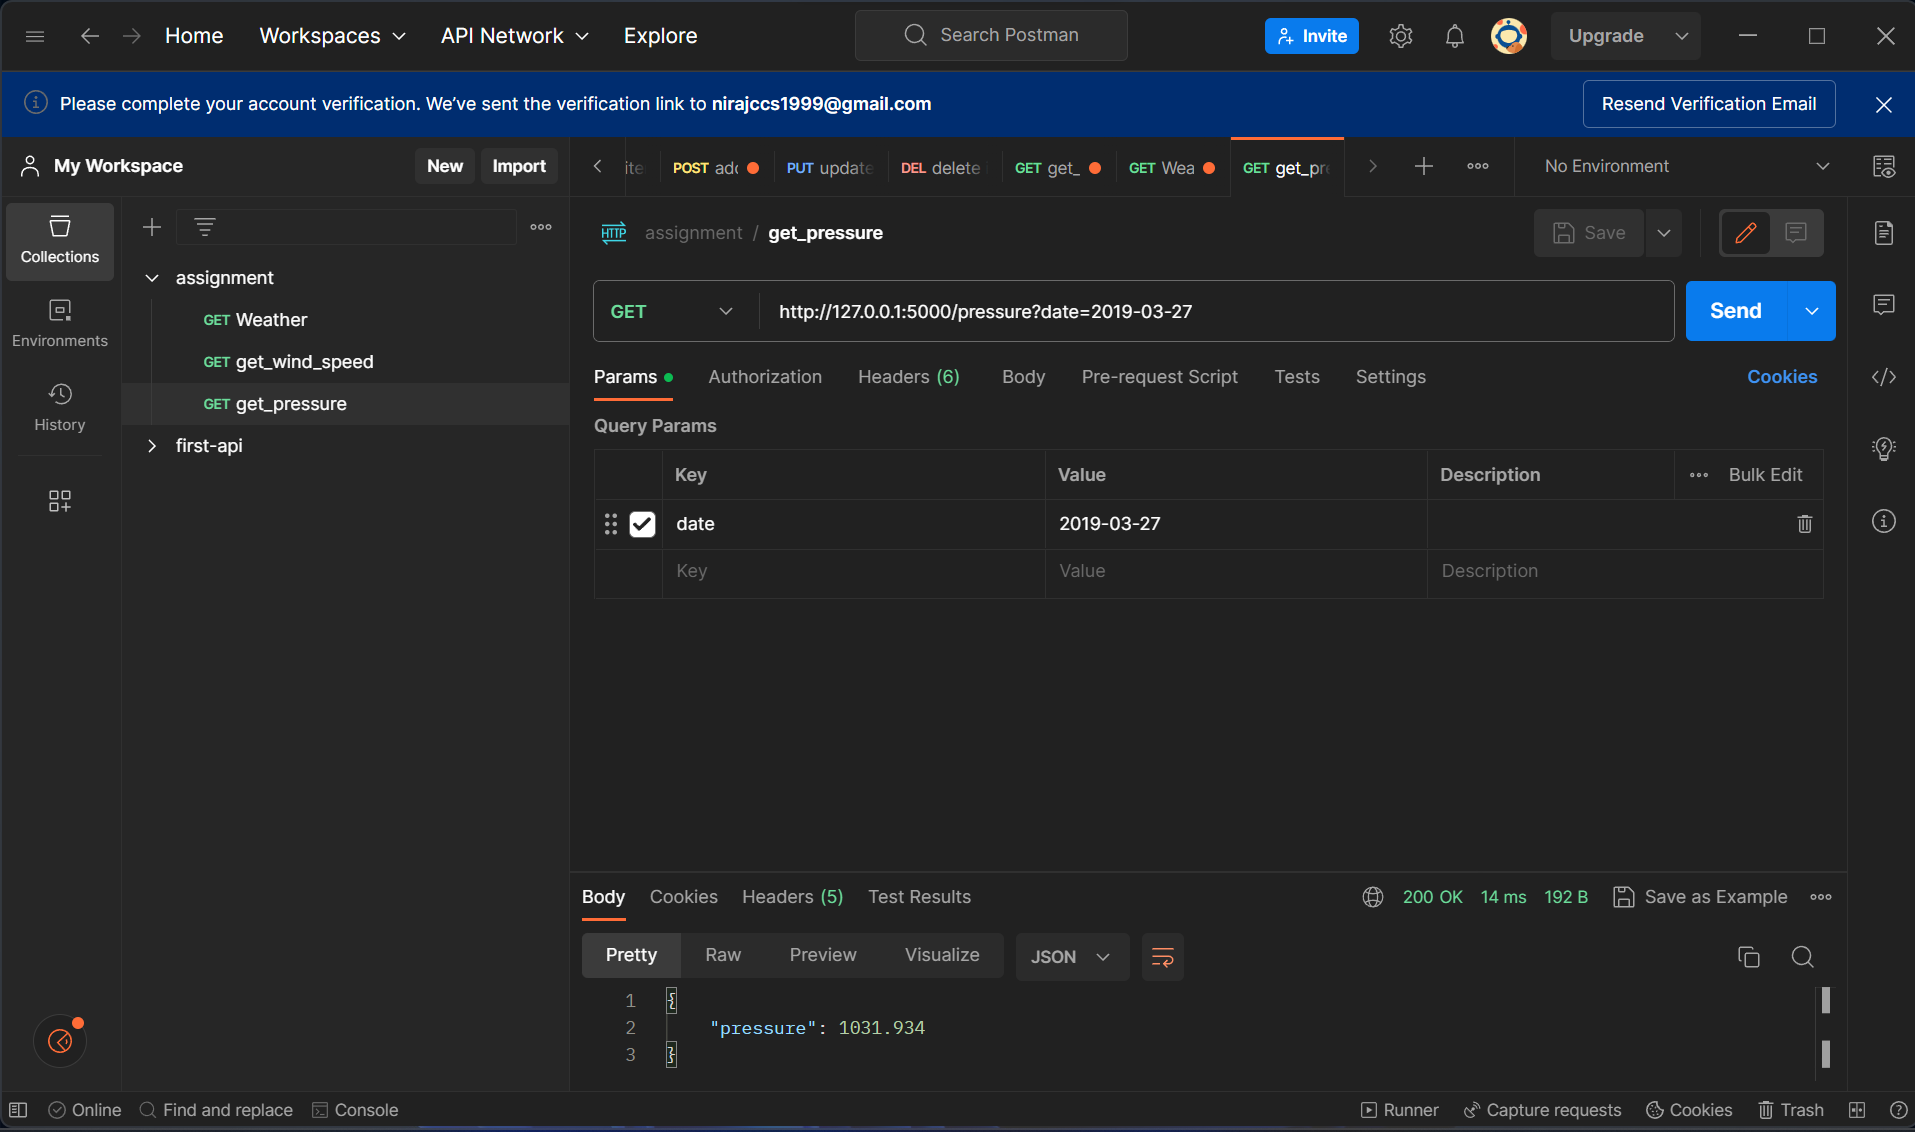 Home Workspaces API Network Explore Search Postman Invite Upgrade
Please complete your account verification. We've sent the verification link to nirajccs1999@gmail.com Resend Verification Email
My Workspace New Import
POST add PUT update DEL delete GET get_ GET Wea GET get_pre No Environment
Collections
Environments
History
assignment
GET Weather
GET get_wind_speed
GET get_pressure
first-api
HTTP assignment / get_pressure Save
GET http://127.0.0.1:5000/pressure?date=2019-03-27 Send
Params Authorization Headers (6) Body Pre-request Script Tests Settings Cookies
Query Params
Key Value Description Bulk Edit
date 2019-03-27
Key Value Description
Body Cookies Headers (5) Test Results 200 OK 14 ms 192 B Save as Example
Pretty Raw Preview Visualize JSON
1 {
2 "pressure": 1031.934
3 }
Online Find and replace Console Runner Capture requests Cookies Trash